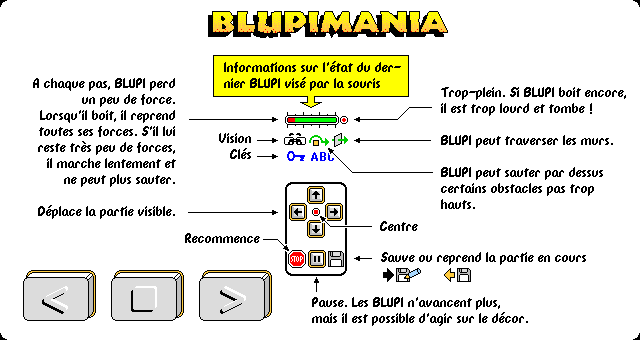 BLUPIMANIA
Informations sur l'état du der-
nier BLUPI visé par la souris
A chaque pas, BLUPI perd
un peu de force.
Lorsqu'il boit, il reprend
toutes ses forces. S'il lui
reste très peu de forces,
il marche lentement et
ne peut plus sauter.
Trop-plein. Si BLUPI boit encore,
il est trop lourd et tombe !
Vision
Clés
ABC
BLUPI peut traverser les murs.
BLUPI peut sauter par dessus
certains obstacles pas trop
hauts.
Déplace la partie visible.
Centre
Recommence
STOP
Sauve ou reprend la partie en cours
Pause. Les BLUPI n'avancent plus,
mais il est possible d'agir sur le décor.